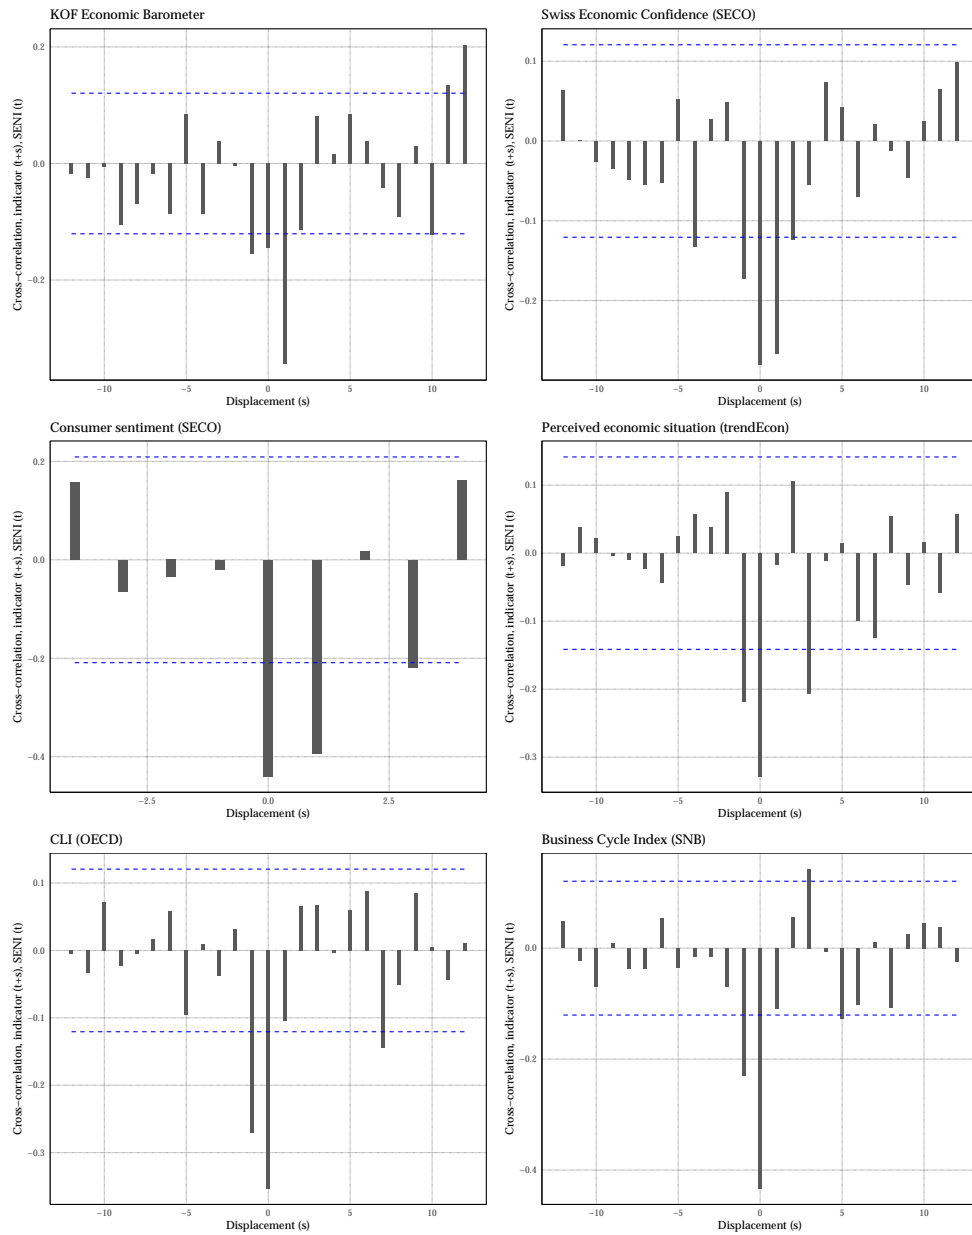 KOF Economic Barometer
Cross−correlation, indicator (t+s), SENI (t)
0.2
0.0
−0.2
−10
−5
0
5
10
Displacement (s)
Swiss Economic Confidence (SECO)
Cross−correlation, indicator (t+s), SENI (t)
0.1
0.0
−0.1
−0.2
−10
−5
0
5
10
Displacement (s)
Consumer sentiment (SECO)
Cross−correlation, indicator (t+s), SENI (t)
0.2
0.0
−0.2
−0.4
−2.5
0.0
2.5
Displacement (s)
Perceived economic situation (trendEcon)
Cross−correlation, indicator (t+s), SENI (t)
0.1
0.0
−0.1
−0.2
−0.3
−10
−5
0
5
10
Displacement (s)
CLI (OECD)
Cross−correlation, indicator (t+s), SENI (t)
0.1
0.0
−0.1
−0.2
−0.3
−10
−5
0
5
10
Displacement (s)
Business Cycle Index (SNB)
Cross−correlation, indicator (t+s), SENI (t)
0.0
−0.2
−0.4
−10
−5
0
5
10
Displacement (s)